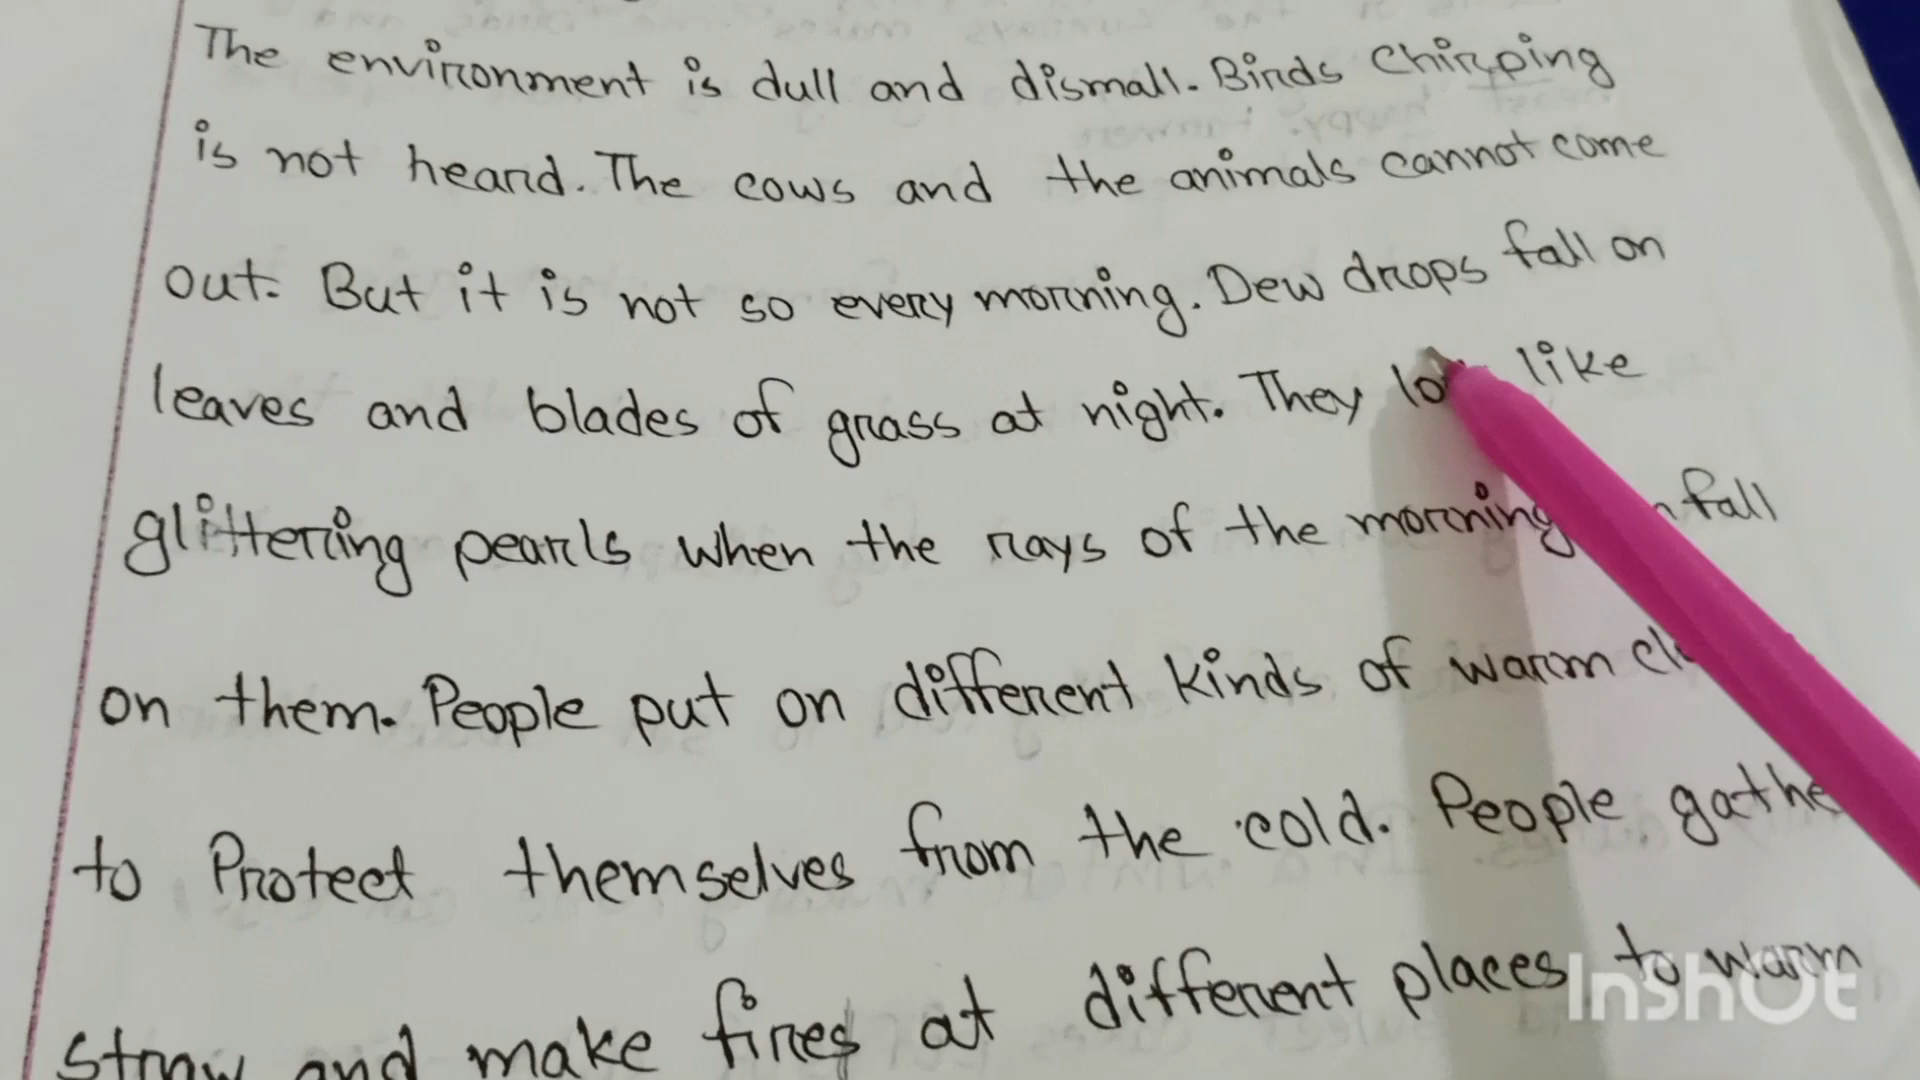 The environment is dull and dismall. Birds Chirping
is not heard. The cows and the animals cannot come
out. But it is not so every morning. Dew drops fall on
leaves and blades of grass at night. They like
glittering pearls when the rays of the morning fall
on them. People put on different kinds of warm
to Protect themselves from the cold. People gathe
straw and make fires at different places to warm
InShOt